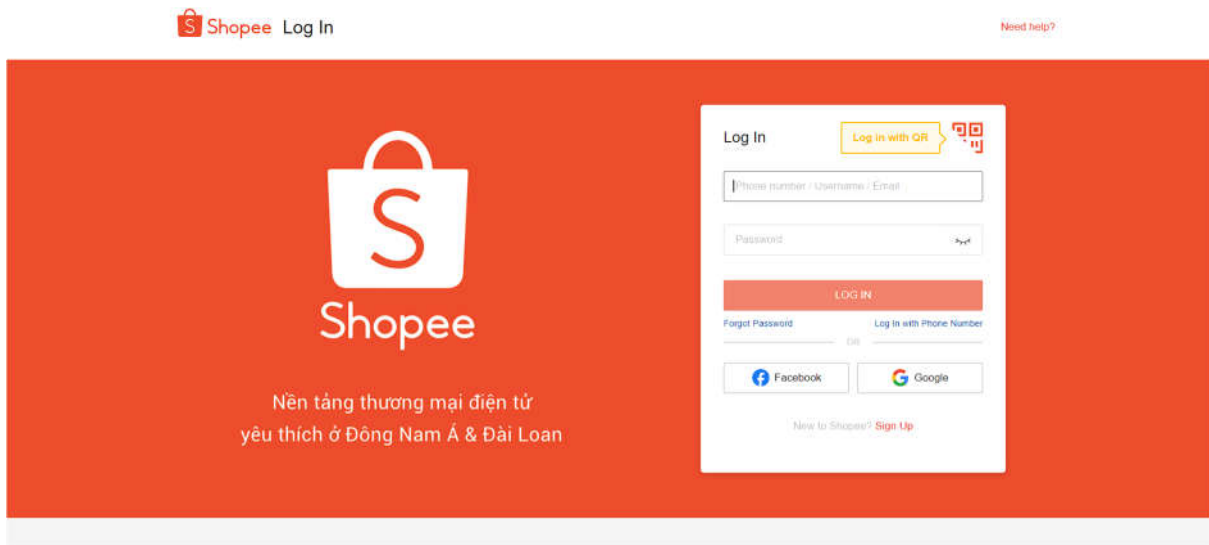 Shopee Log In
Need help?
Log In
Log in with QR
Phone number / Username / Email
Password
LOG IN
Forgot Password
Log In with Phone Number
OR
Facebook
Google
New to Shopee? Sign Up
S
Shopee
Nền tảng thương mại điện tử
yêu thích ở Đông Nam Á & Đài Loan